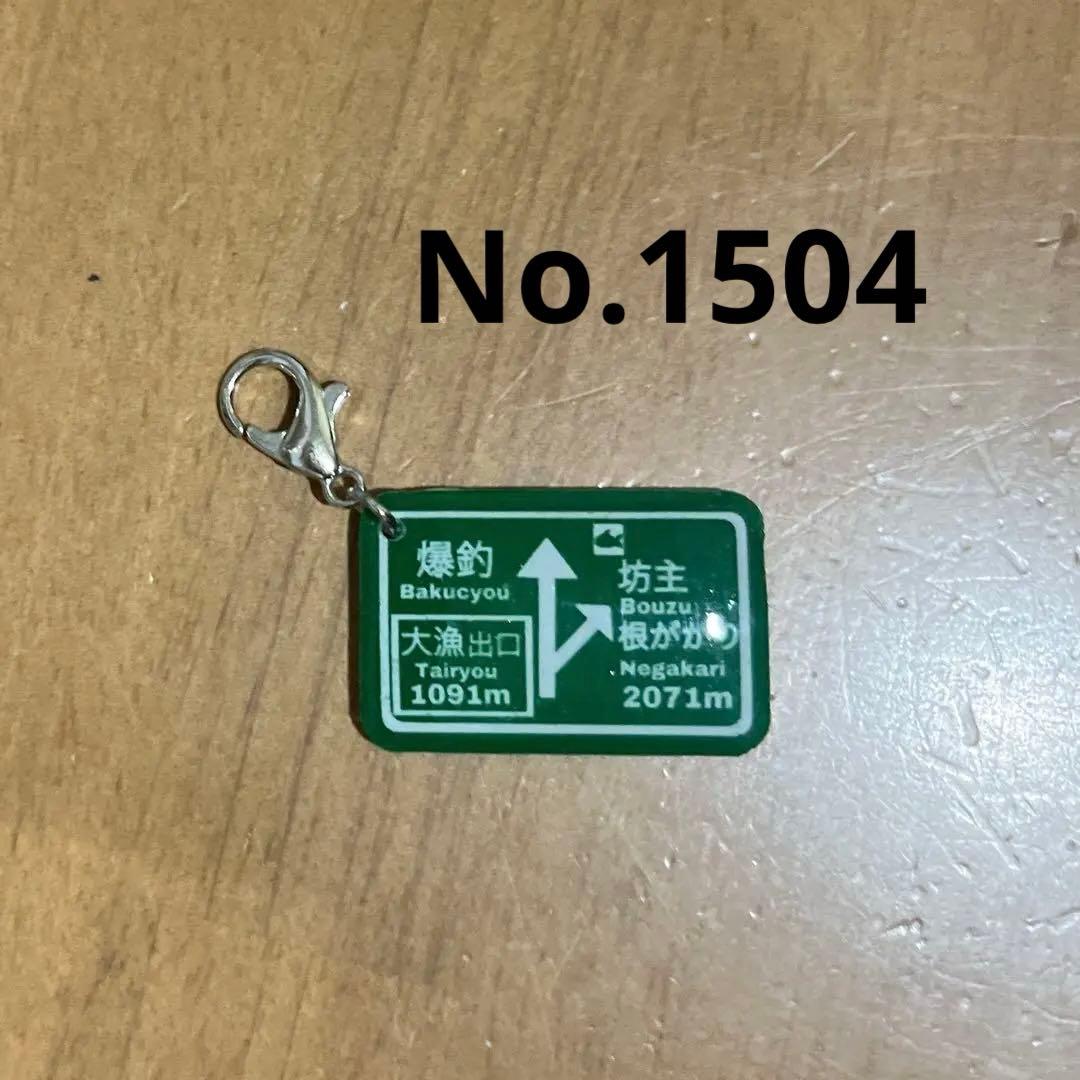 No.1504
爆釣
Bakucyou
大漁出口
Tairyou
1091m
坊主
Bouzu
根がかり
Negakari
2071m